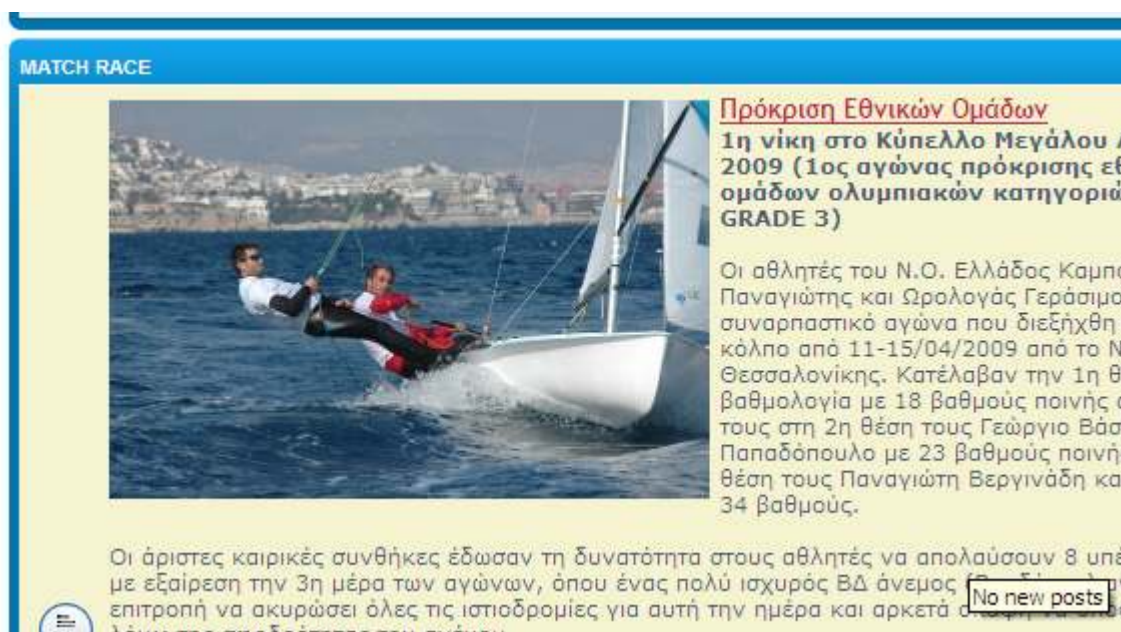 MATCH RACE
Πρόκριση Εθνικών Ομάδων
1η νίκη στο Κύπελλο Μεγάλου
2009 (1ος αγώνας πρόκρισης
ομάδων ολυμπιακών
GRADE 3)
Οι αθλητές του Ν.Ο. Ελλάδος
Παναγιώτης και Ωρολογάς
συναρπαστικό αγώνα που διεξήχθη
κόλπο από 11-15/04/2009 από το
Θεσσαλονίκης. Κατέλαβαν την 1η
βαθμολογία με 18 βαθμούς ποινής
τους στη 2η θέση τους Γεώργιο
Παπαδόπουλο με 23 βαθμούς
θέση τους Παναγιώτη Βεργινάδη
34 βαθμούς.
Οι άριστες καιρικές συνθήκες έδωσαν τη δυνατότητα στους αθλητές να απολαύσουν 8
με εξαίρεση την 3η μέρα των αγώνων, όπου ένας πολύ ισχυρός ΒΔ άνεμος
No new posts
επιτροπή να ακυρώσει όλες τις ιστιοδρομίες για αυτή την ημέρα και αρκετά